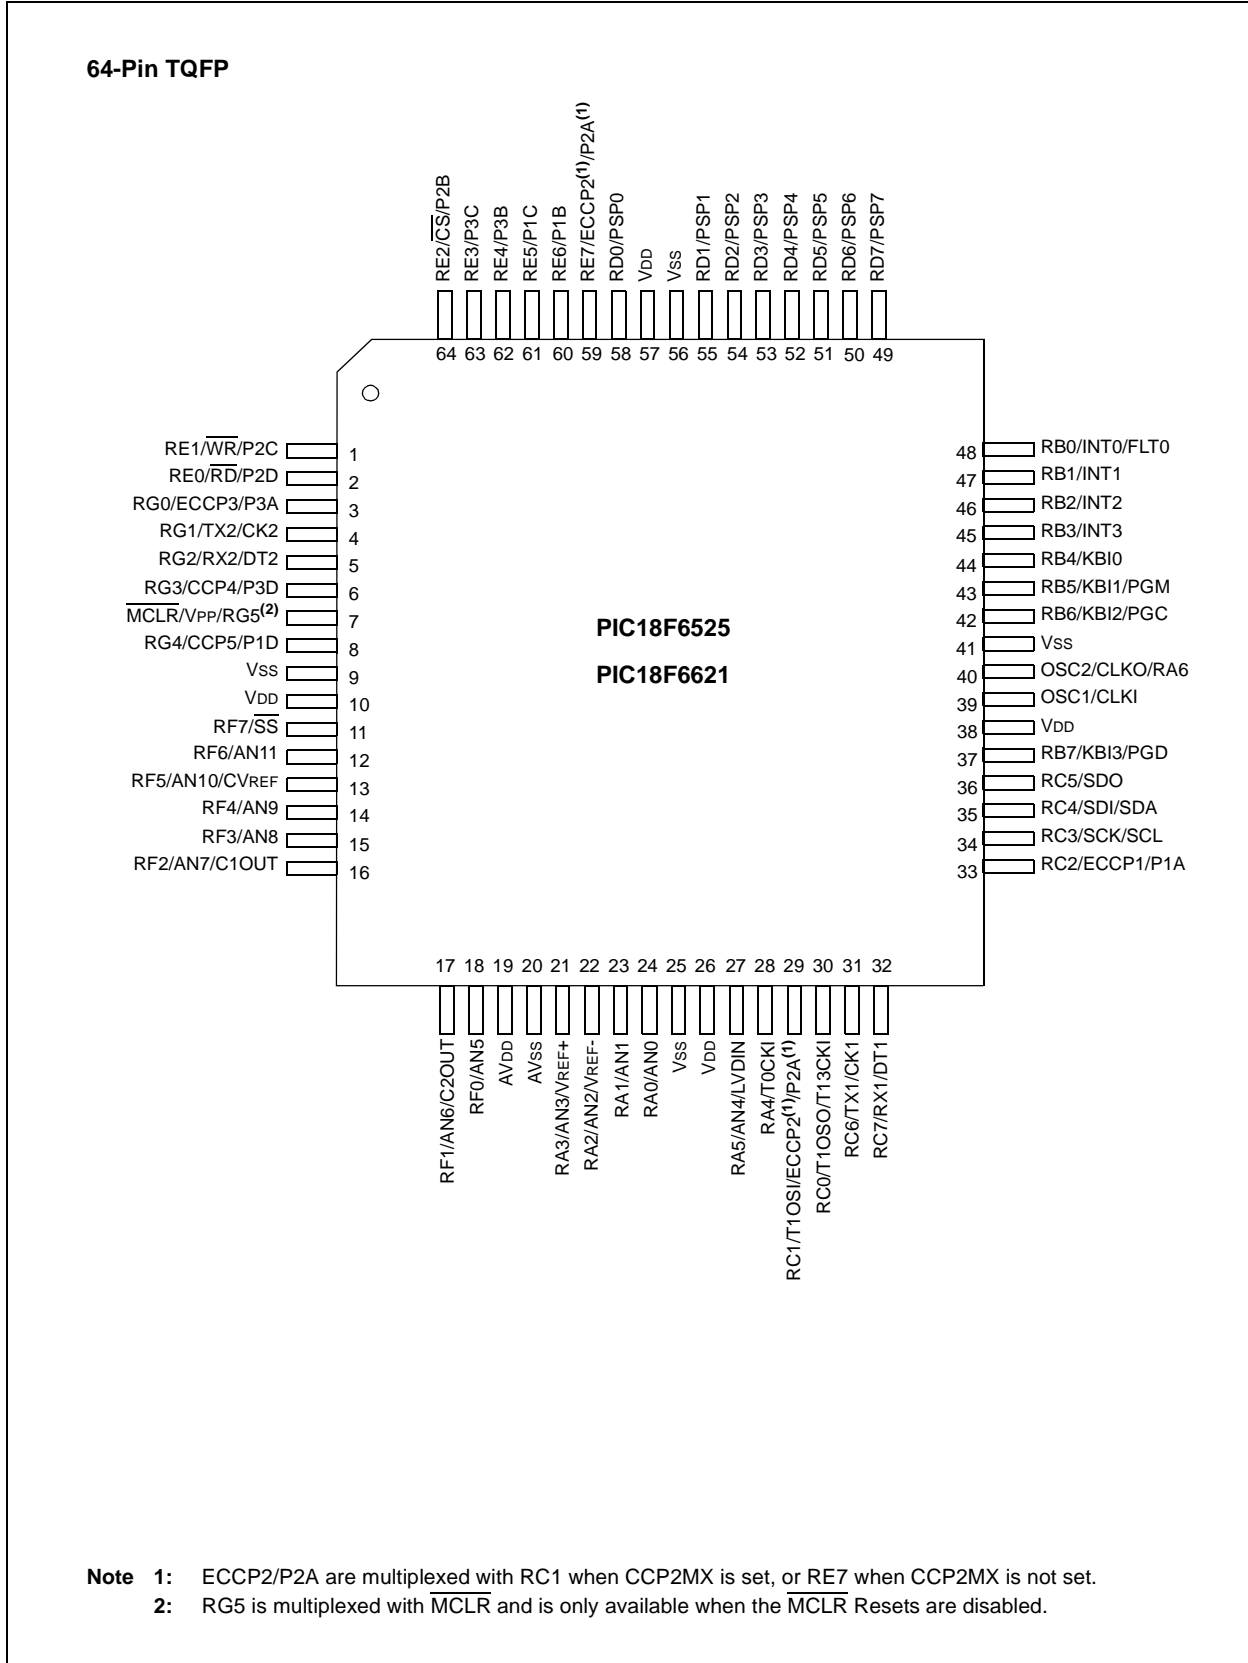 64-Pin TQFP
RE2/C̅S̅/P2B
RE3/P3C
RE4/P3B
RE5/P1C
RE6/P1B
RE7/ECCP2(1)/P2A(1)
RD0/PSP0
VDD
VSS
RD1/PSP1
RD2/PSP2
RD3/PSP3
RD4/PSP4
RD5/PSP5
RD6/PSP6
RD7/PSP7
64 63 62 61 60 59 58 57 56 55 54 53 52 51 50 49
RE1/W̅R̅/P2C 1
RE0/R̅D̅/P2D 2
RG0/ECCP3/P3A 3
RG1/TX2/CK2 4
RG2/RX2/DT2 5
RG3/CCP4/P3D 6
M̅C̅L̅R̅/VPP/RG5(2) 7
RG4/CCP5/P1D 8
VSS 9
VDD 10
RF7/S̅S̅ 11
RF6/AN11 12
RF5/AN10/CVREF 13
RF4/AN9 14
RF3/AN8 15
RF2/AN7/C1OUT 16
PIC18F6525
PIC18F6621
48 RB0/INT0/FLT0
47 RB1/INT1
46 RB2/INT2
45 RB3/INT3
44 RB4/KBI0
43 RB5/KBI1/PGM
42 RB6/KBI2/PGC
41 VSS
40 OSC2/CLKO/RA6
39 OSC1/CLKI
38 VDD
37 RB7/KBI3/PGD
36 RC5/SDO
35 RC4/SDI/SDA
34 RC3/SCK/SCL
33 RC2/ECCP1/P1A
17 18 19 20 21 22 23 24 25 26 27 28 29 30 31 32
RF1/AN6/C2OUT
RF0/AN5
AVDD
AVSS
RA3/AN3/VREF+
RA2/AN2/VREF-
RA1/AN1
RA0/AN0
VSS
VDD
RA5/AN4/LVDIN
RA4/T0CKI
RC1/T1OSI/ECCP2(1)/P2A(1)
RC0/T1OSO/T13CKI
RC6/TX1/CK1
RC7/RX1/DT1
Note 1: ECCP2/P2A are multiplexed with RC1 when CCP2MX is set, or RE7 when CCP2MX is not set.
2: RG5 is multiplexed with M̅C̅L̅R̅ and is only available when the M̅C̅L̅R̅ Resets are disabled.